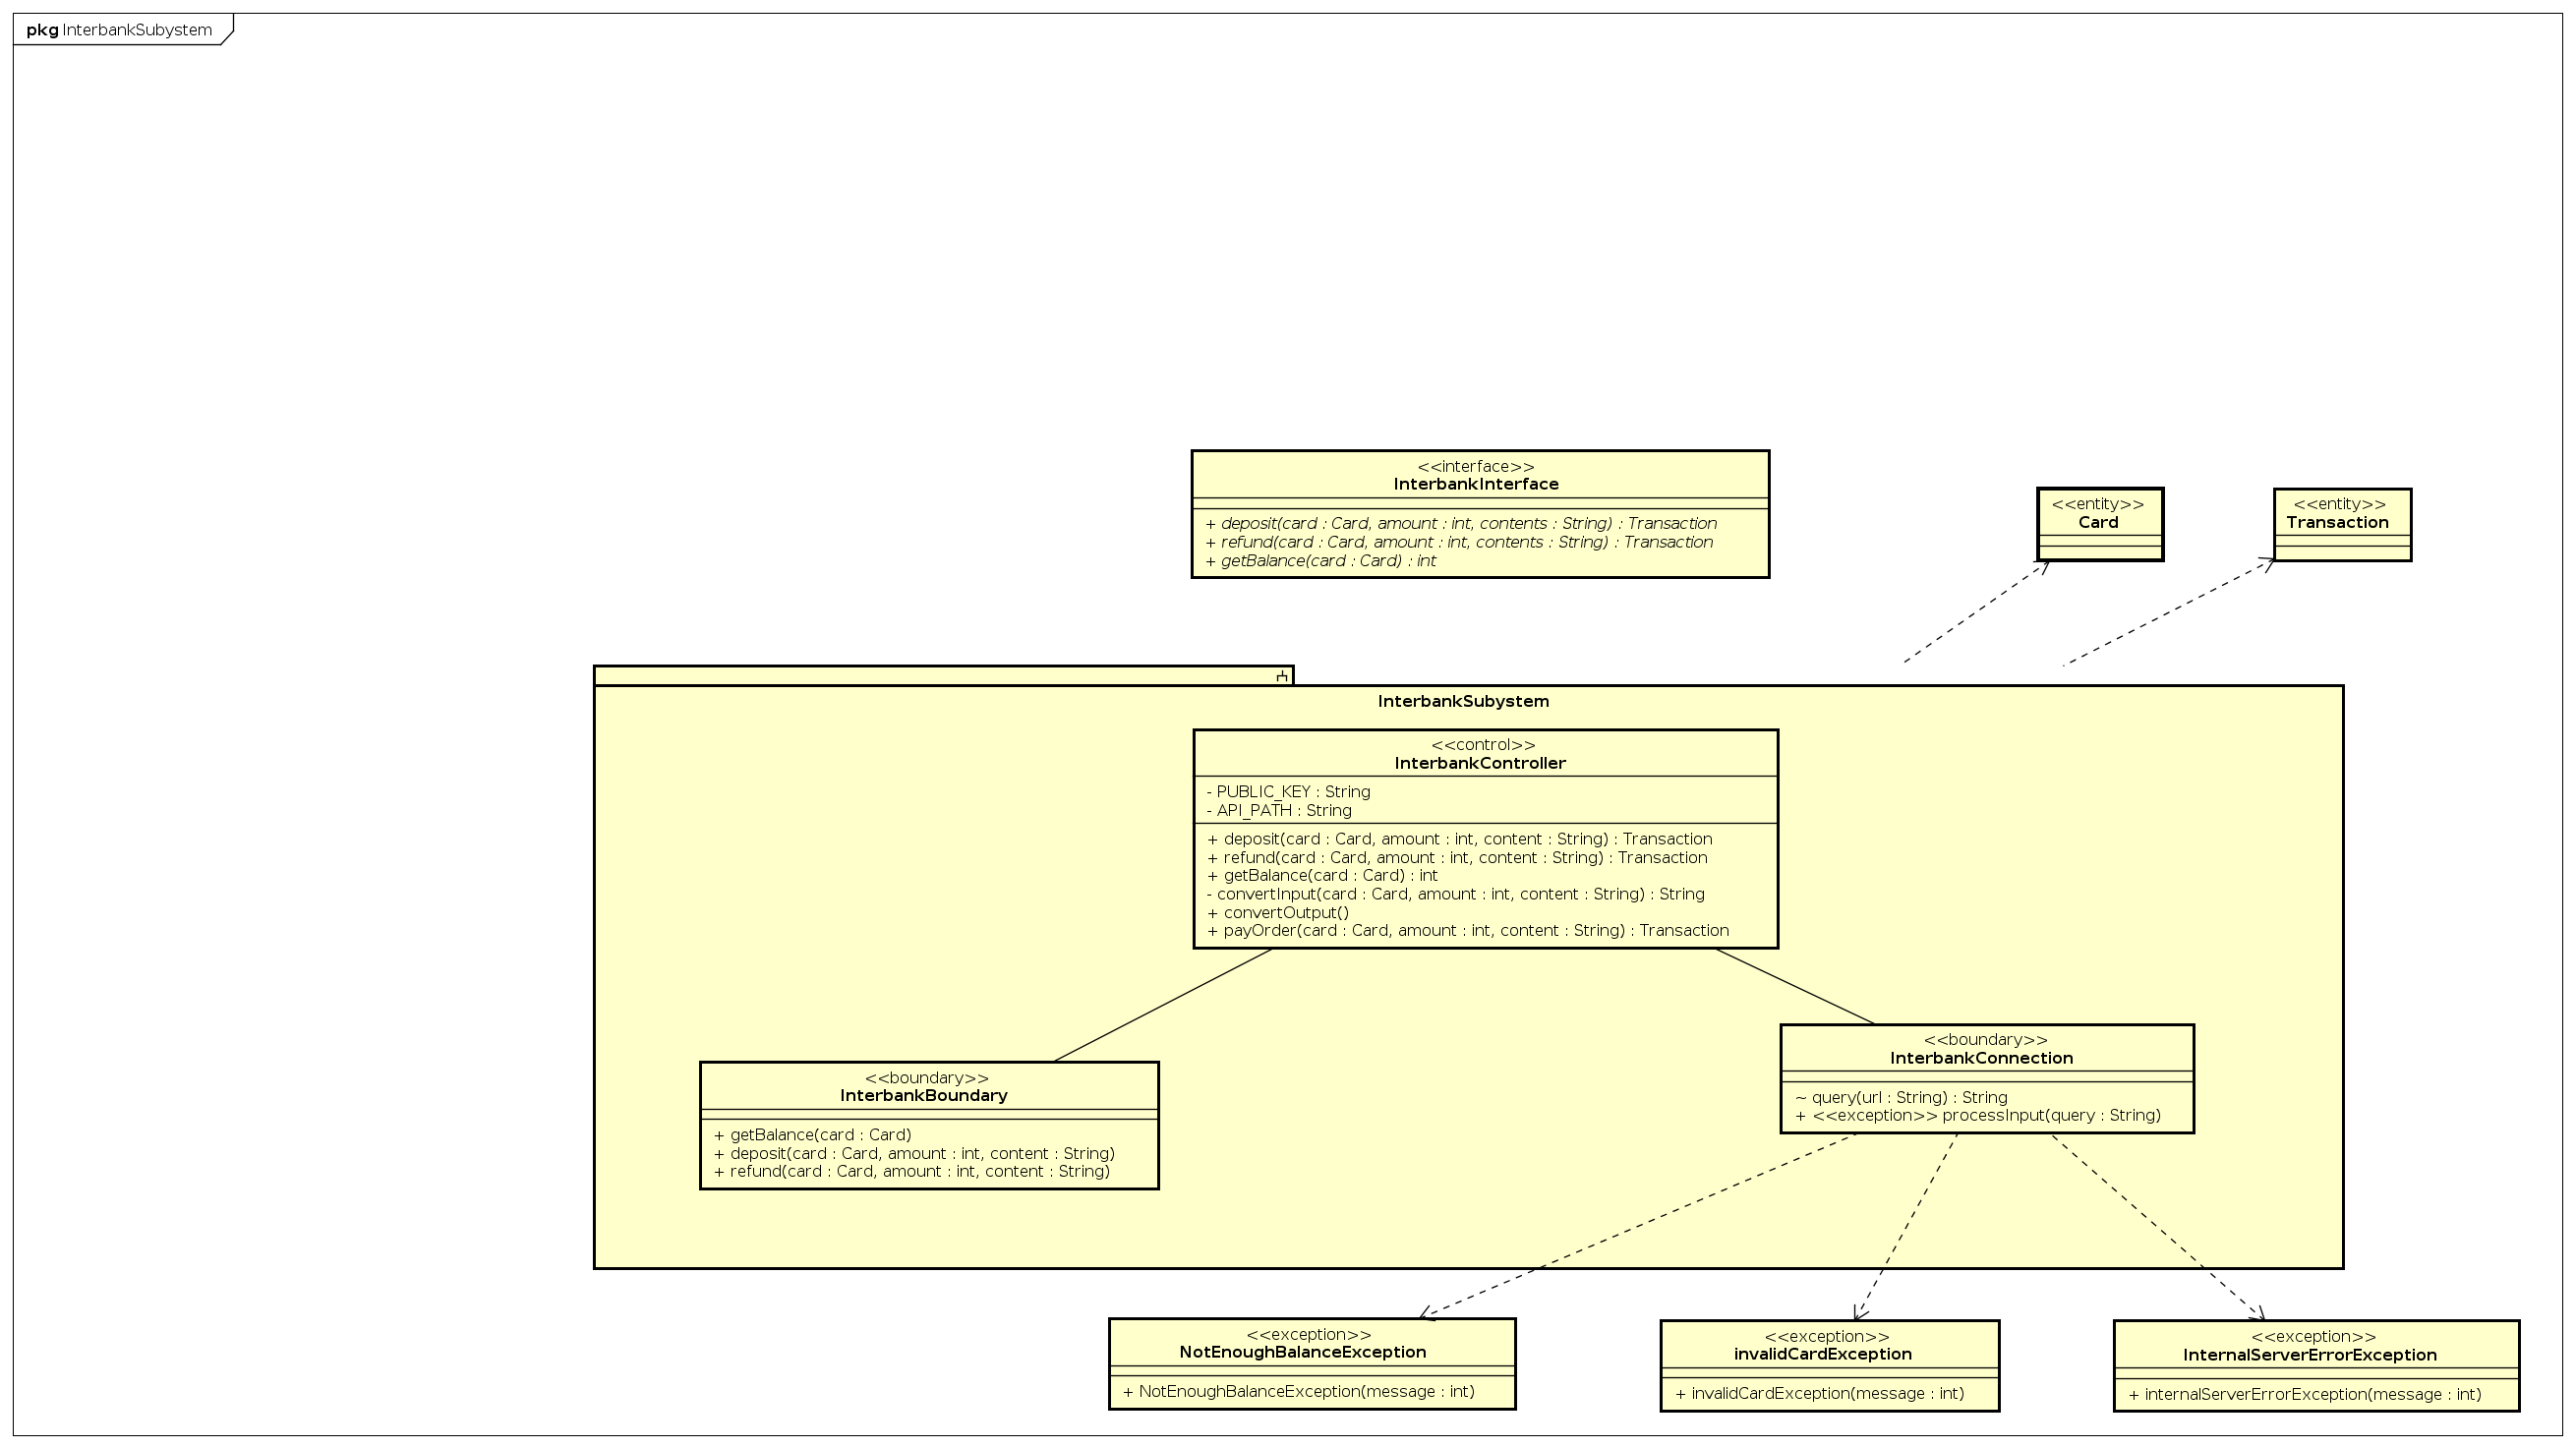 pkg InterbankSubystem
<<interface>>
InterbankInterface
+ deposit(card : Card, amount : int, contents : String) : Transaction
+ refund(card : Card, amount : int, contents : String) : Transaction
+ getBalance(card : Card) : int
<<entity>>
Card
<<entity>>
Transaction
InterbankSubystem
<<control>>
InterbankController
- PUBLIC_KEY : String
- API_PATH : String
+ deposit(card : Card, amount : int, content : String) : Transaction
+ refund(card : Card, amount : int, content : String) : Transaction
+ getBalance(card : Card) : int
- convertInput(card : Card, amount : int, content : String) : String
+ convertOutput()
+ payOrder(card : Card, amount : int, content : String) : Transaction
<<boundary>>
InterbankBoundary
+ getBalance(card : Card)
+ deposit(card : Card, amount : int, content : String)
+ refund(card : Card, amount : int, content : String)
<<boundary>>
InterbankConnection
~ query(url : String) : String
+ <<exception>> processInput(query : String)
<<exception>>
NotEnoughBalanceException
+ NotEnoughBalanceException(message : int)
<<exception>>
invalidCardException
+ invalidCardException(message : int)
<<exception>>
InternalServerErrorException
+ internalServerErrorException(message : int)